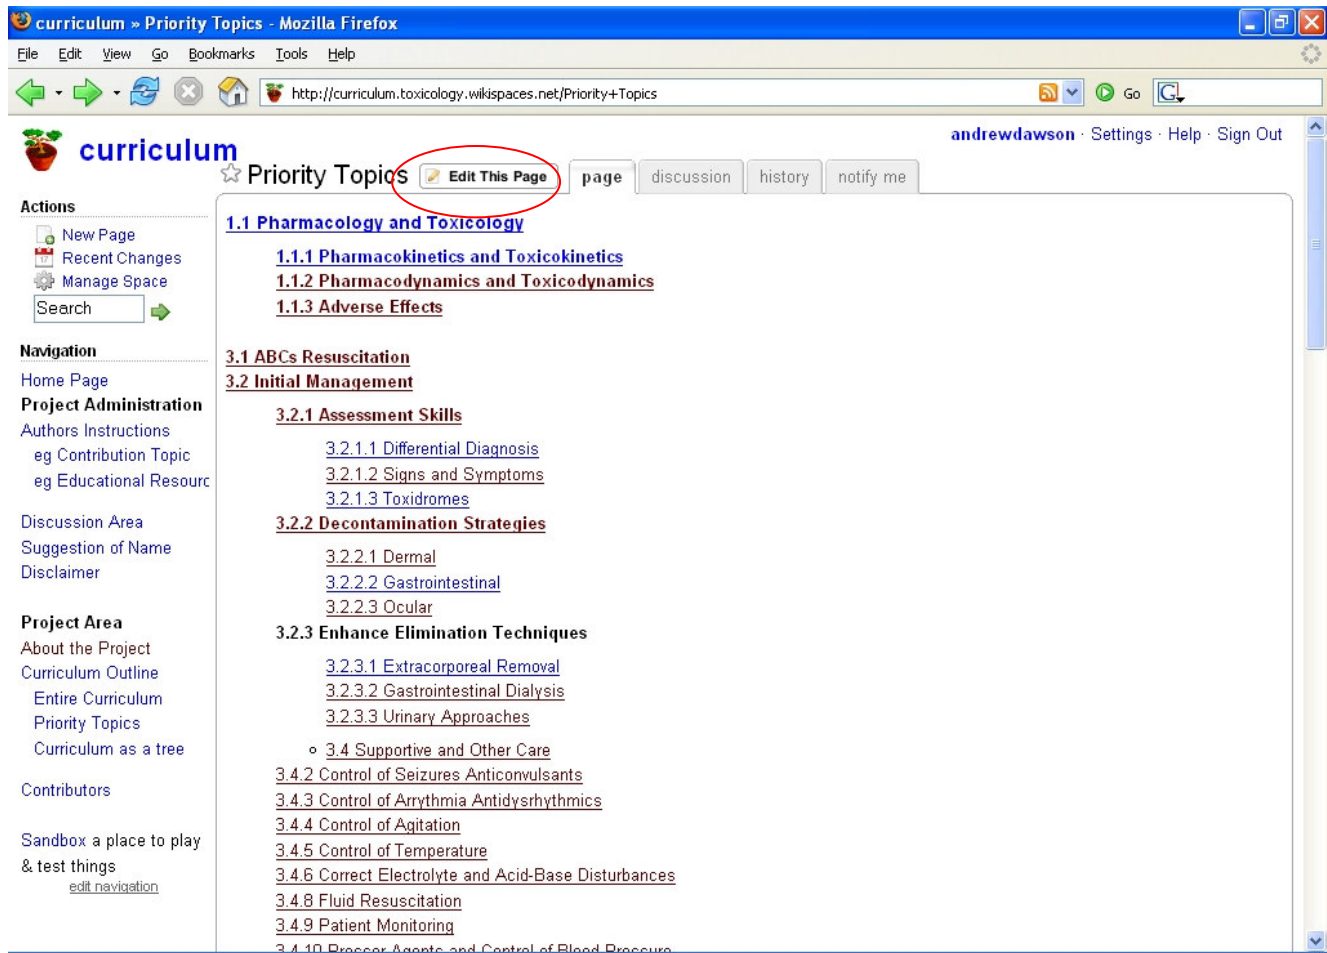 curriculum » Priority Topics - Mozilla Firefox
File Edit View Go Bookmarks Tools Help
http://curriculum.toxicology.wikispaces.net/Priority+Topics
Go
G
curriculum
andrewdawson · Settings · Help · Sign Out
Priority Topics
Edit This Page
page
discussion
history
notify me
Actions
New Page
Recent Changes
Manage Space
Search
Navigation
Home Page
Project Administration
Authors Instructions
eg Contribution Topic
eg Educational Resourc
Discussion Area
Suggestion of Name
Disclaimer
Project Area
About the Project
Curriculum Outline
Entire Curriculum
Priority Topics
Curriculum as a tree
Contributors
Sandbox a place to play
& test things
edit navigation
1.1 Pharmacology and Toxicology
1.1.1 Pharmacokinetics and Toxicokinetics
1.1.2 Pharmacodynamics and Toxicodynamics
1.1.3 Adverse Effects
3.1 ABCs Resuscitation
3.2 Initial Management
3.2.1 Assessment Skills
3.2.1.1 Differential Diagnosis
3.2.1.2 Signs and Symptoms
3.2.1.3 Toxidromes
3.2.2 Decontamination Strategies
3.2.2.1 Dermal
3.2.2.2 Gastrointestinal
3.2.2.3 Ocular
3.2.3 Enhance Elimination Techniques
3.2.3.1 Extracorporeal Removal
3.2.3.2 Gastrointestinal Dialysis
3.2.3.3 Urinary Approaches
3.4 Supportive and Other Care
3.4.2 Control of Seizures Anticonvulsants
3.4.3 Control of Arrythmia Antidysrhythmics
3.4.4 Control of Agitation
3.4.5 Control of Temperature
3.4.6 Correct Electrolyte and Acid-Base Disturbances
3.4.8 Fluid Resuscitation
3.4.9 Patient Monitoring
3.4.10 Pressor Agents and Control of Blood Pressure